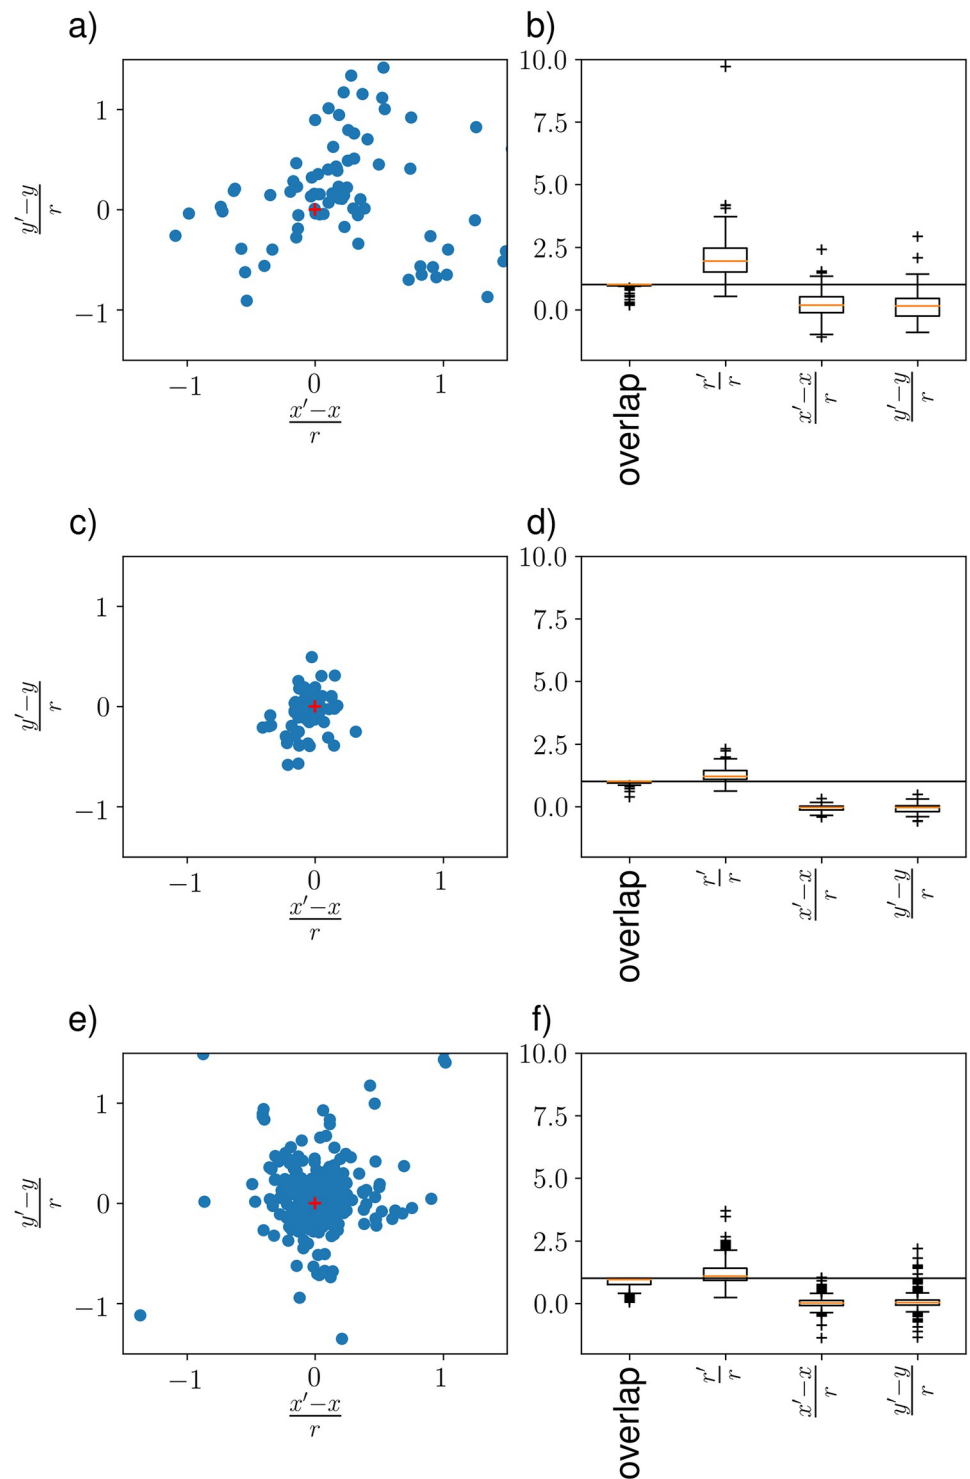 a) b)
1
0
−1
y′−y
r
−1 0 1
x′−x
r
10.0
7.5
5.0
2.5
0.0
overlap
r′
r
x′−x
r
y′−y
r
c) d)
1
0
−1
y′−y
r
−1 0 1
x′−x
r
10.0
7.5
5.0
2.5
0.0
overlap
r′
r
x′−x
r
y′−y
r
e) f)
1
0
−1
y′−y
r
−1 0 1
x′−x
r
10.0
7.5
5.0
2.5
0.0
overlap
r′
r
x′−x
r
y′−y
r